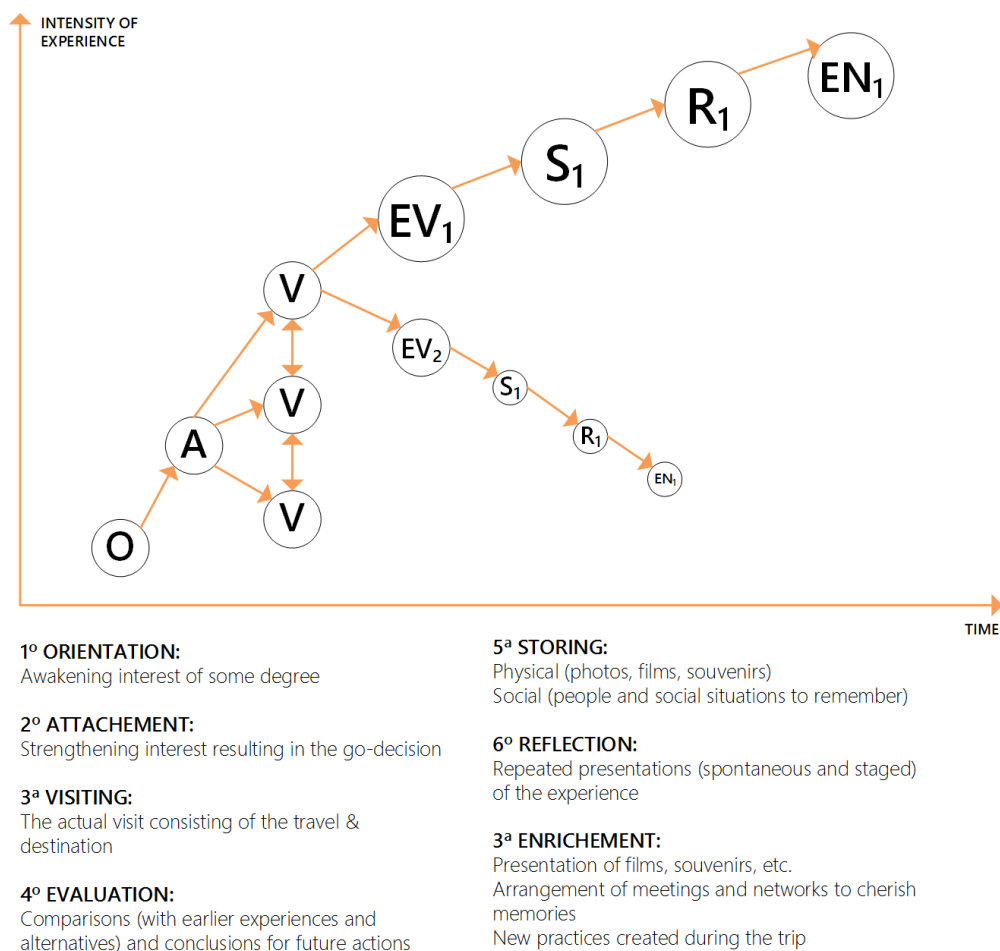 INTENSITY OF
EXPERIENCE
EN₁
R₁
S₁
EV₁
V
EV₂
S₁
V
A
R₁
EN₁
V
O
TIME
1º ORIENTATION:
Awakening interest of some degree
2º ATTACHEMENT:
Strengthening interest resulting in the go-decision
3ª VISITING:
The actual visit consisting of the travel &
destination
4º EVALUATION:
Comparisons (with earlier experiences and
alternatives) and conclusions for future actions
5ª STORING:
Physical (photos, films, souvenirs)
Social (people and social situations to remember)
6º REFLECTION:
Repeated presentations (spontaneous and staged)
of the experience
3ª ENRICHEMENT:
Presentation of films, souvenirs, etc.
Arrangement of meetings and networks to cherish
memories
New practices created during the trip